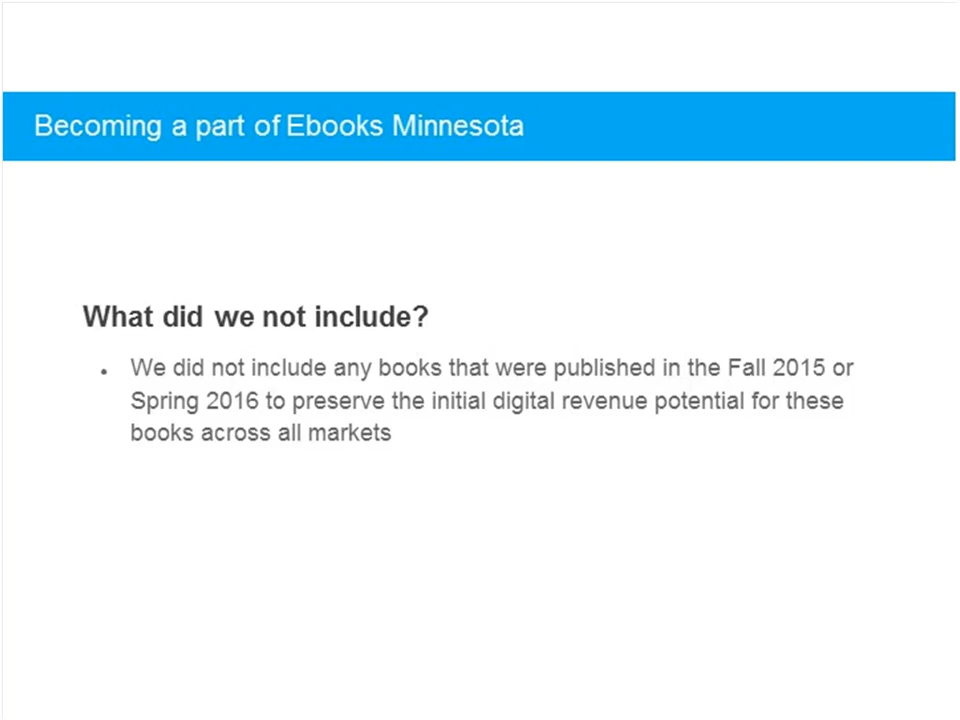 Becoming a part of Ebooks Minnesota
What did we not include?
• We did not include any books that were published in the Fall 2015 or
Spring 2016 to preserve the initial digital revenue potential for these
books across all markets